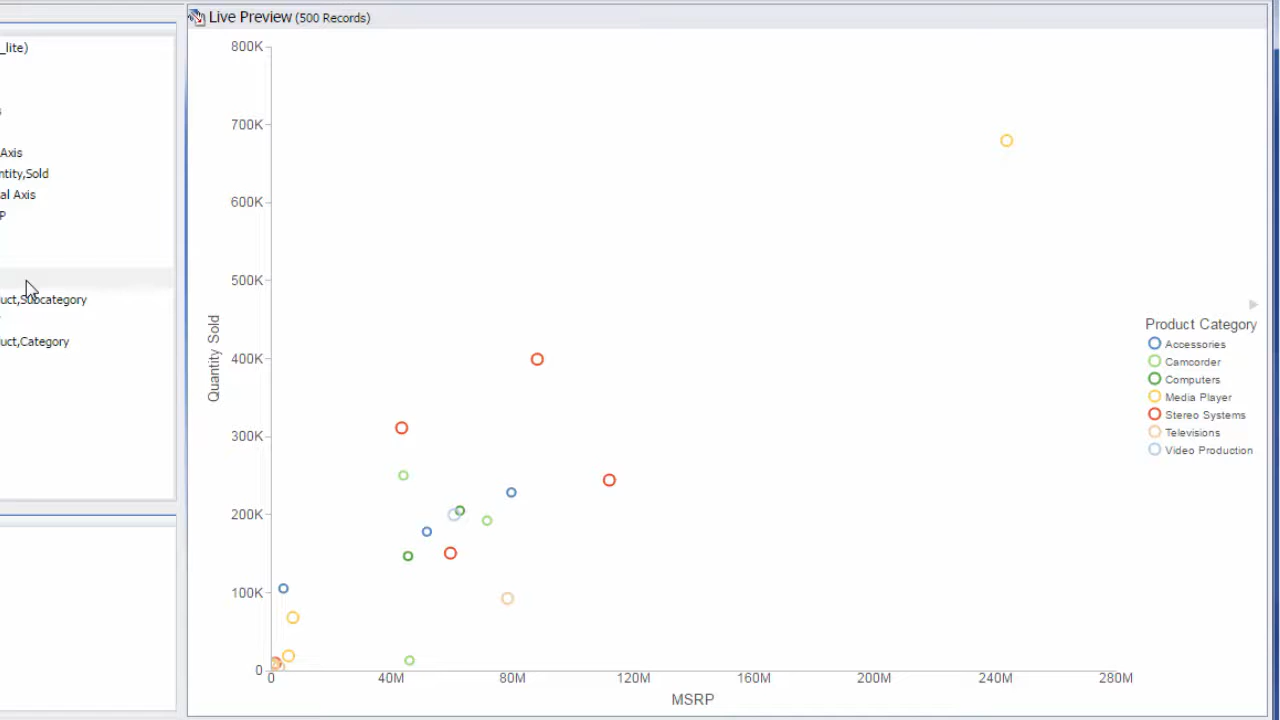 Live Preview (500 Records)
_lite)
Axis
ntity,Sold
al Axis
P
uct,Subcategory
uct,Category
800K
700K
600K
500K
400K
300K
200K
100K
0
Quantity Sold
0 40M 80M 120M 160M 200M 240M 280M
MSRP
Product Category
Accessories
Camcorder
Computers
Media Player
Stereo Systems
Televisions
Video Production